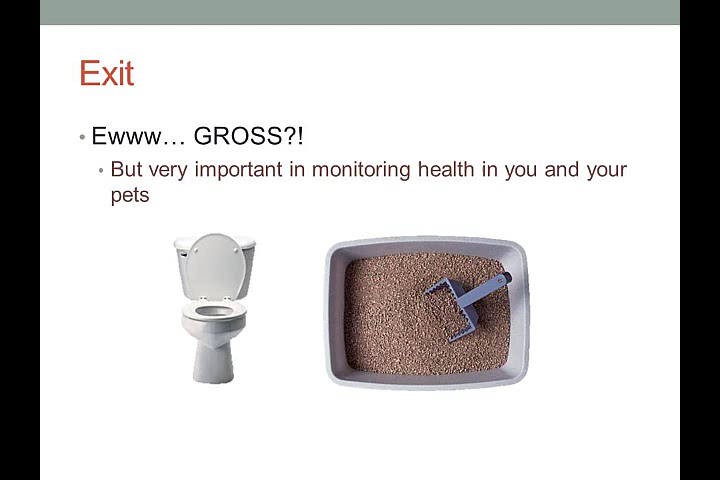 Exit
• Ewww… GROSS?!
• But very important in monitoring health in you and your
pets